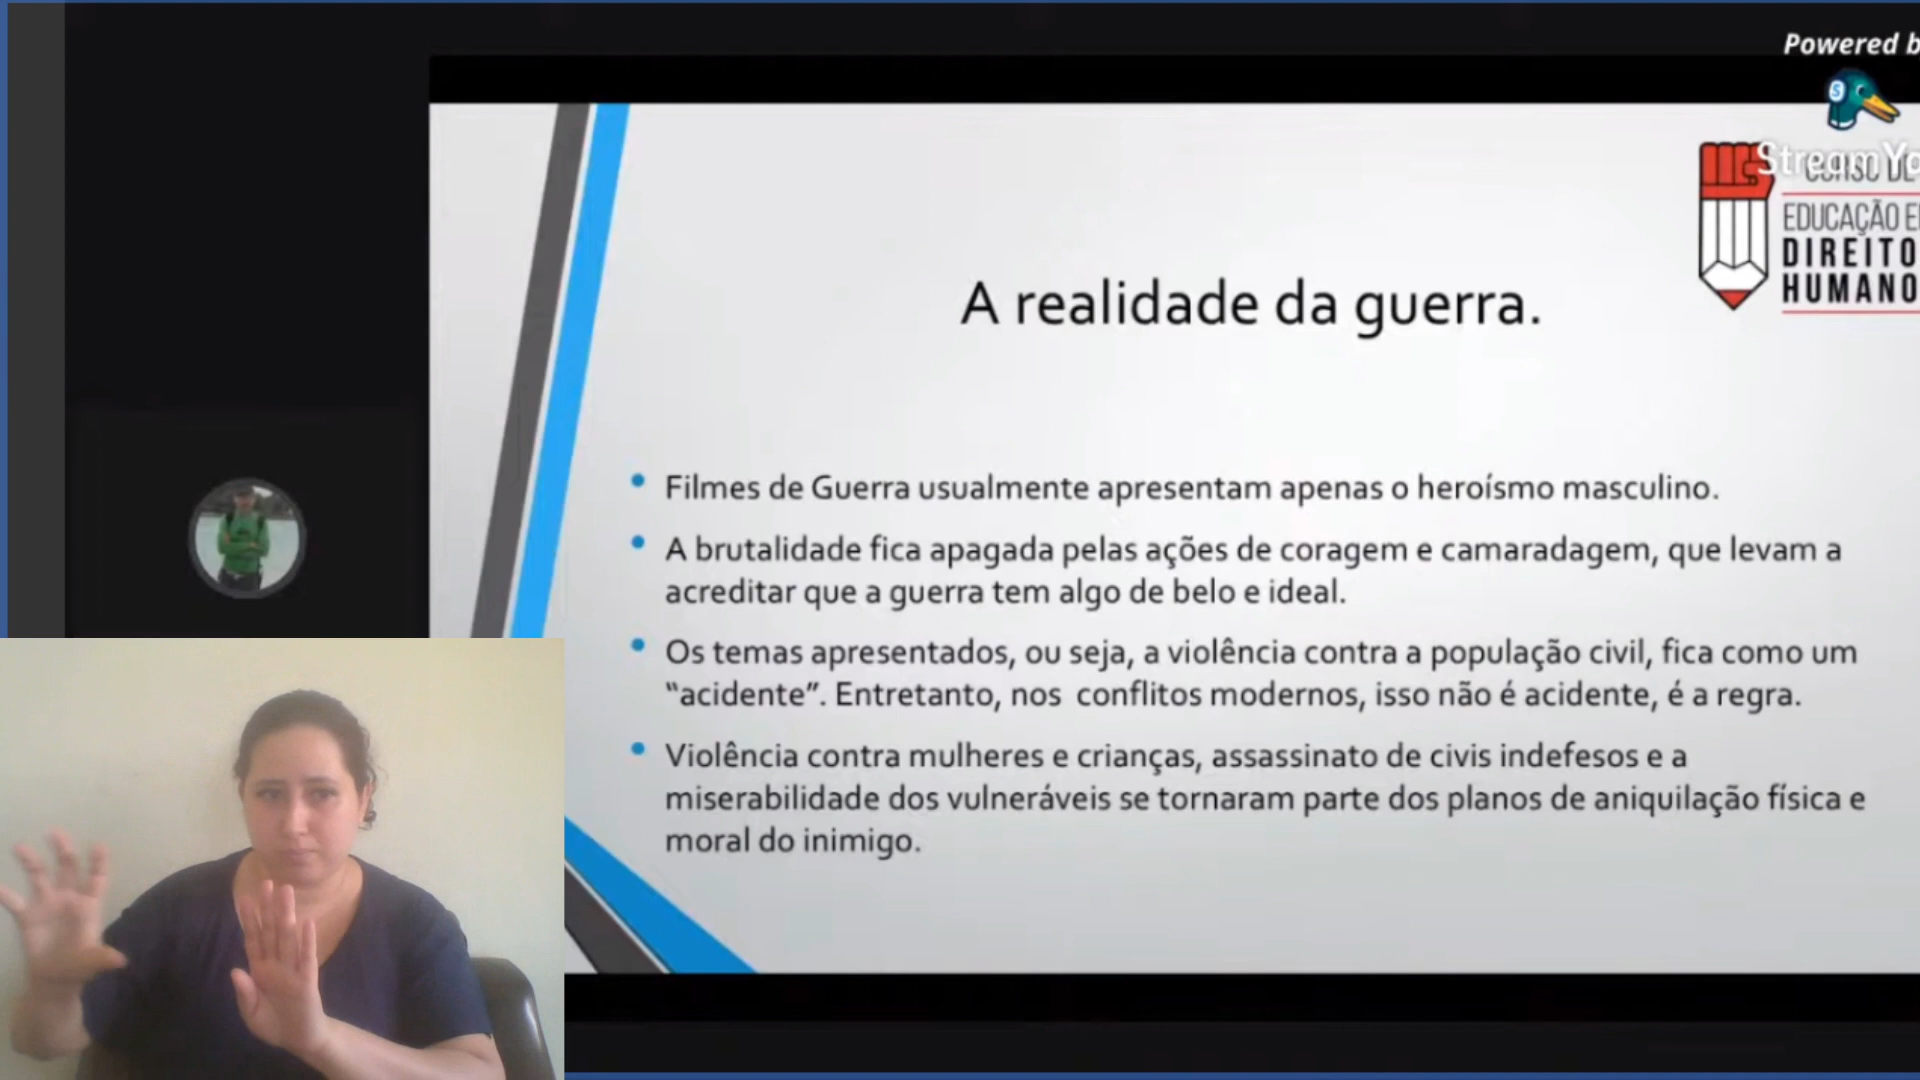 Powered b
StreamYa
CURSO DE
EDUCAÇÃO E
DIREITO
HUMANO
A realidade da guerra.
• Filmes de Guerra usualmente apresentam apenas o heroísmo masculino.
• A brutalidade fica apagada pelas ações de coragem e camaradagem, que levam a
acreditar que a guerra tem algo de belo e ideal.
• Os temas apresentados, ou seja, a violência contra a população civil, fica como um
“acidente”. Entretanto, nos  conflitos modernos, isso não é acidente, é a regra.
• Violência contra mulheres e crianças, assassinato de civis indefesos e a
miserabilidade dos vulneráveis se tornaram parte dos planos de aniquilação física e
moral do inimigo.